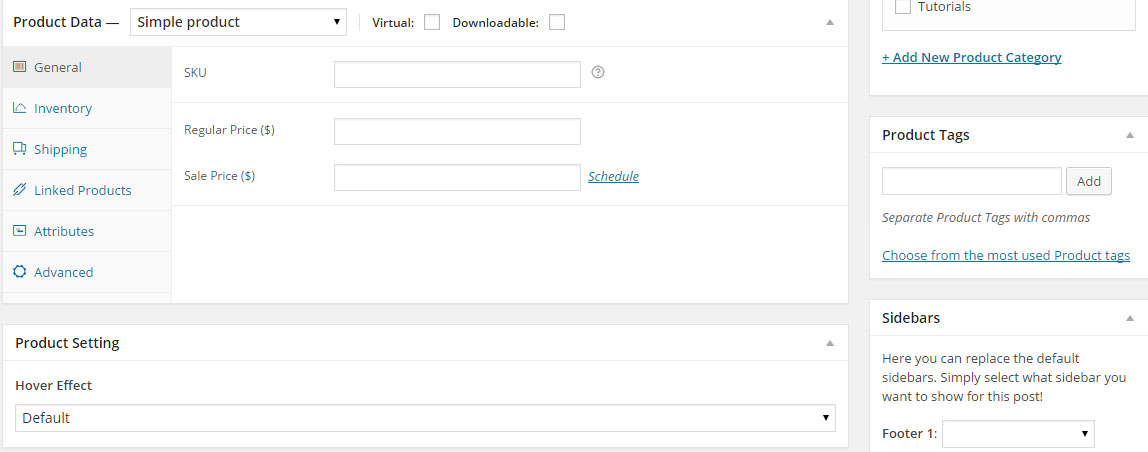 Product Data — Simple product Virtual: Downloadable:
General
Inventory
Shipping
Linked Products
Attributes
Advanced
SKU
Regular Price ($)
Sale Price ($) Schedule
Product Setting
Hover Effect
Default
Tutorials
+ Add New Product Category
Product Tags
Add
Separate Product Tags with commas
Choose from the most used Product tags
Sidebars
Here you can replace the default
sidebars. Simply select what sidebar you
want to show for this post!
Footer 1: